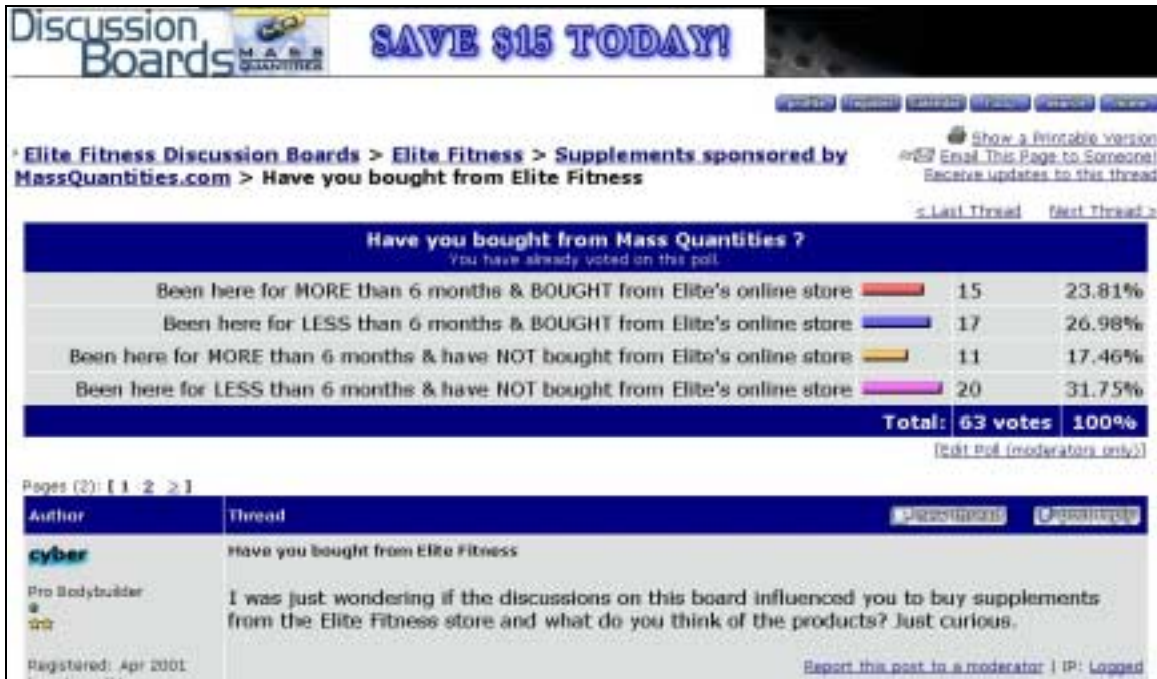 Discussion
Boards
MASS
QUANTITIES
SAVE $15 TODAY!
Show a Printable Version
Email This Page to Someone!
Receive updates to this thread
Elite Fitness Discussion Boards > Elite Fitness > Supplements sponsored by
MassQuantities.com > Have you bought from Elite Fitness
< Last Thread Next Thread >
Have you bought from Mass Quantities ?
You have already voted on this poll.
Been here for MORE than 6 months & BOUGHT from Elite's online store 15 23.81%
Been here for LESS than 6 months & BOUGHT from Elite's online store 17 26.98%
Been here for MORE than 6 months & have NOT bought from Elite's online store 11 17.46%
Been here for LESS than 6 months & have NOT bought from Elite's online store 20 31.75%
Total: 63 votes 100%
[Edit Poll (moderators only)]
Pages (2): [ 1 2 > ]
Author Thread
cyber
Have you bought from Elite Fitness
Pro Bodybuilder
I was just wondering if the discussions on this board influenced you to buy supplements
from the Elite Fitness store and what do you think of the products? Just curious.
Registered: Apr 2001
Report this post to a moderator | IP: Logged